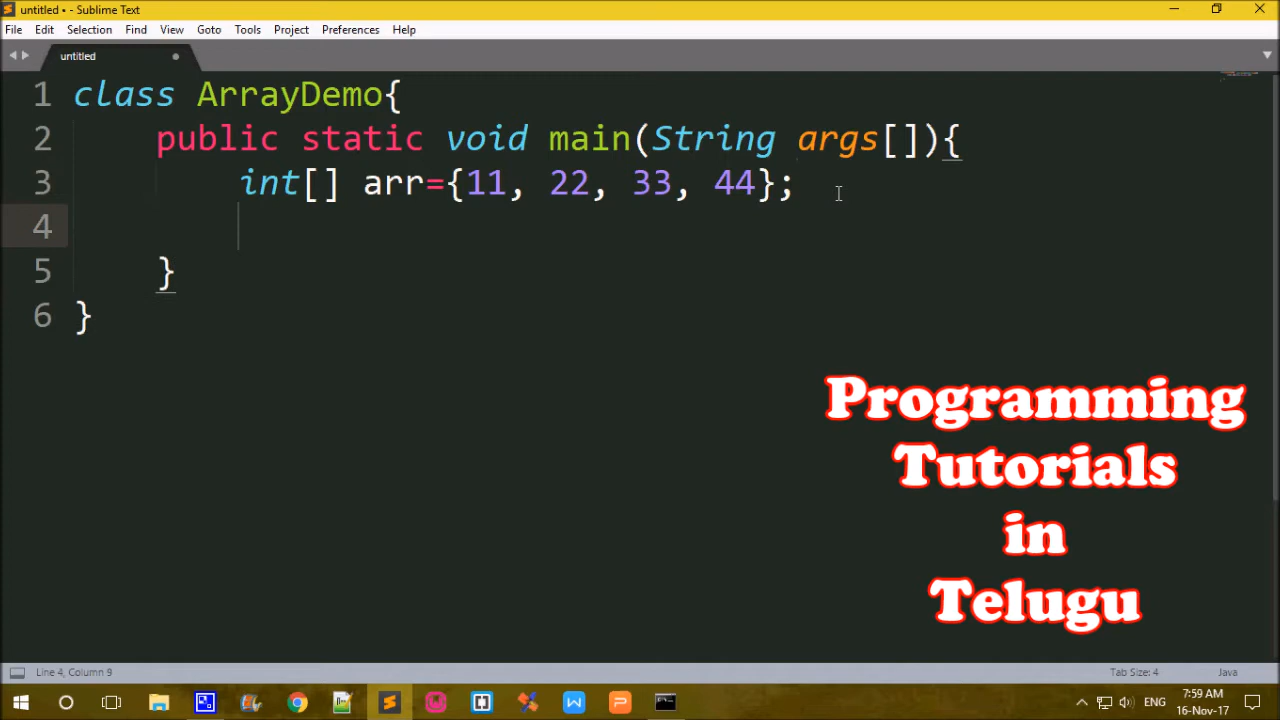 untitled • - Sublime Text
File Edit Selection Find View Goto Tools Project Preferences Help
untitled
1 class ArrayDemo{
2 public static void main(String args[]){
3 int[] arr={11, 22, 33, 44};
4
5 }
6 }
Programming
Tutorials
in
Telugu
Line 4, Column 9 Tab Size: 4 Java
ENG 7:59 AM
16-Nov-17